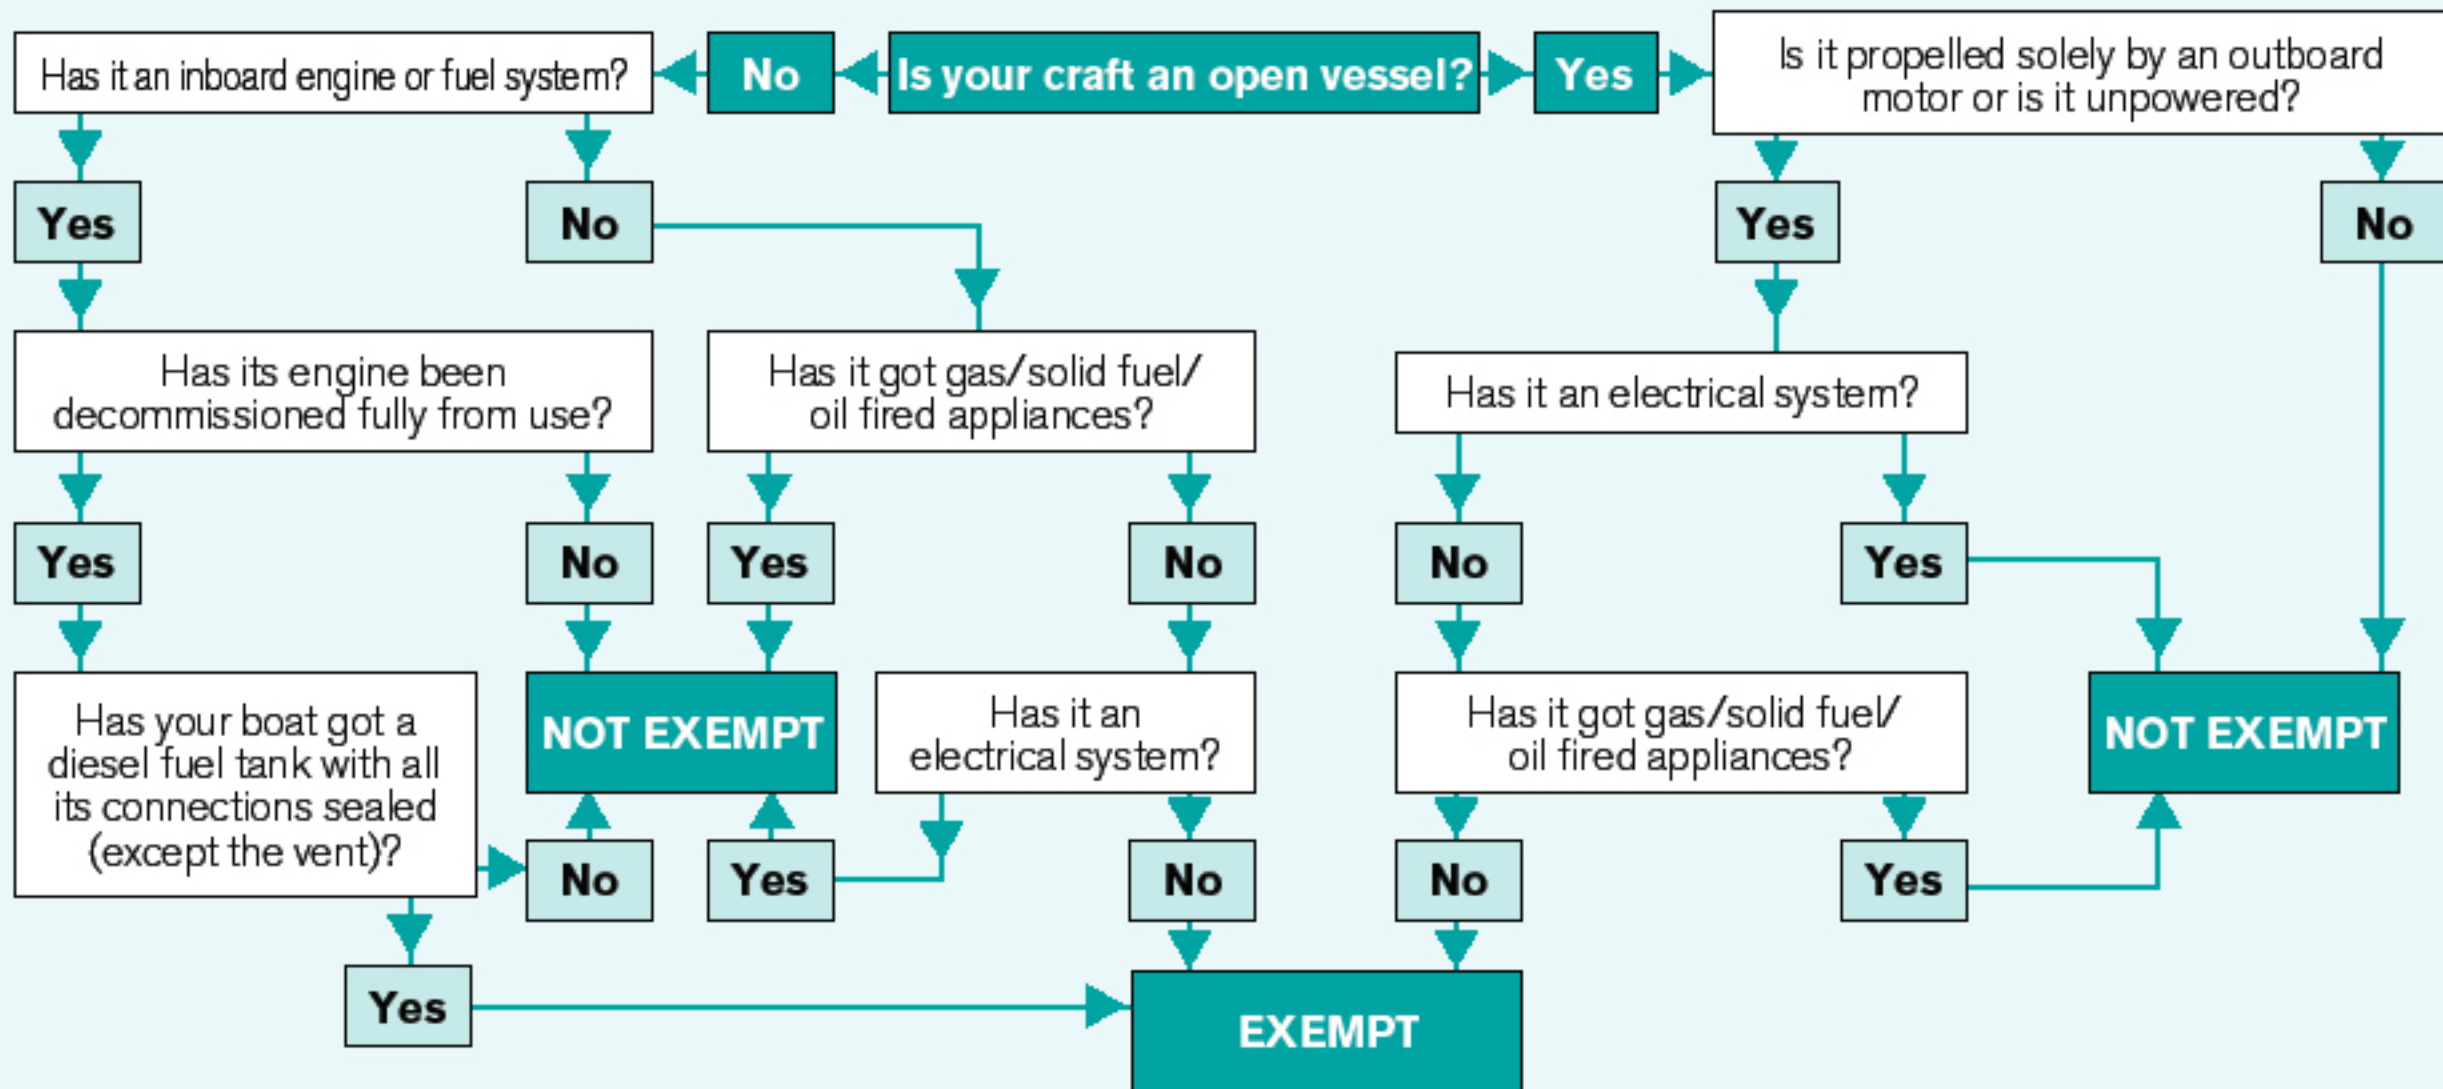 Has it an inboard engine or fuel system?
No
Is your craft an open vessel?
Yes
Is it propelled solely by an outboard
motor or is it unpowered?
Yes
No
Yes
No
Has its engine been
decommissioned fully from use?
Has it got gas/solid fuel/
oil fired appliances?
Has it an electrical system?
Yes
No
Yes
No
No
Yes
Has your boat got a
diesel fuel tank with all
its connections sealed
(except the vent)?
NOT EXEMPT
Has it an
electrical system?
Has it got gas/solid fuel/
oil fired appliances?
NOT EXEMPT
No
Yes
No
No
Yes
Yes
EXEMPT